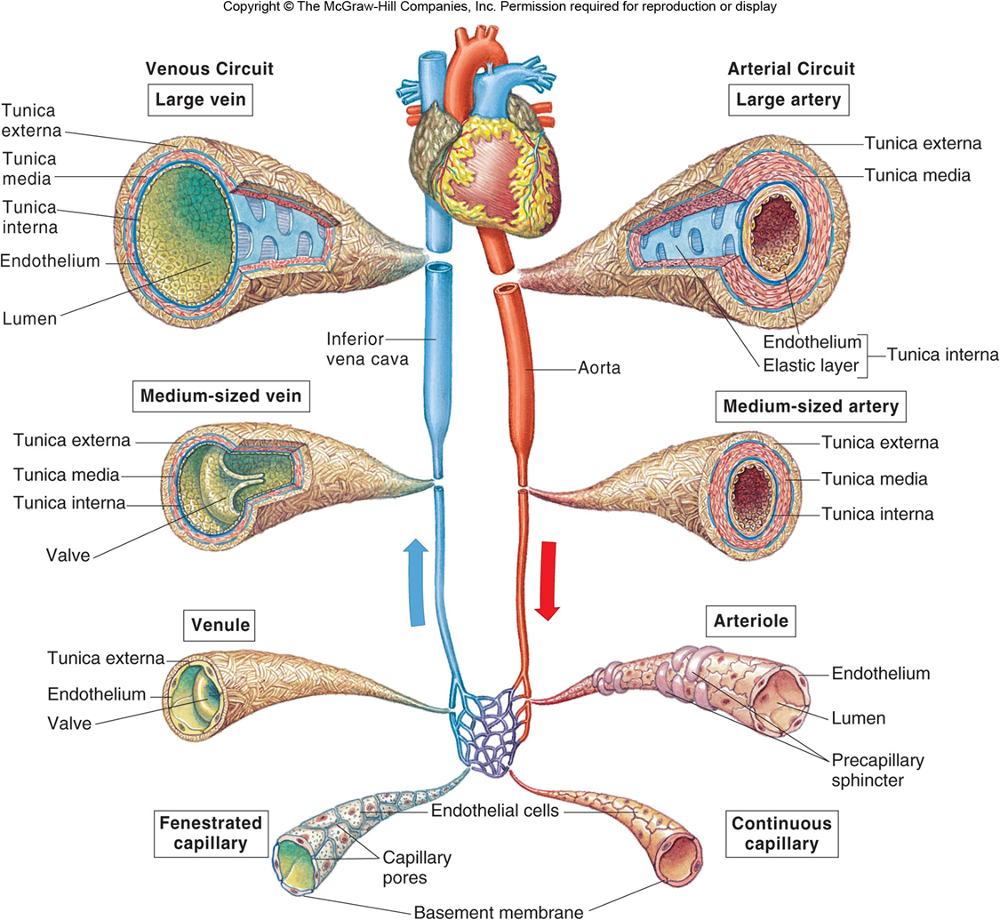 Copyright © The McGraw-Hill Companies, Inc. Permission required for reproduction or display
Venous Circuit
Large vein
Tunica
externa
Tunica
media
Tunica
interna
Endothelium
Lumen
Arterial Circuit
Large artery
Tunica externa
Tunica media
Endothelium
Elastic layer
Tunica interna
Inferior
vena cava
Aorta
Medium-sized vein
Tunica externa
Tunica media
Tunica interna
Valve
Medium-sized artery
Tunica externa
Tunica media
Tunica interna
Venule
Tunica externa
Endothelium
Valve
Arteriole
Endothelium
Lumen
Precapillary
sphincter
Fenestrated
capillary
Endothelial cells
Capillary
pores
Basement membrane
Continuous
capillary